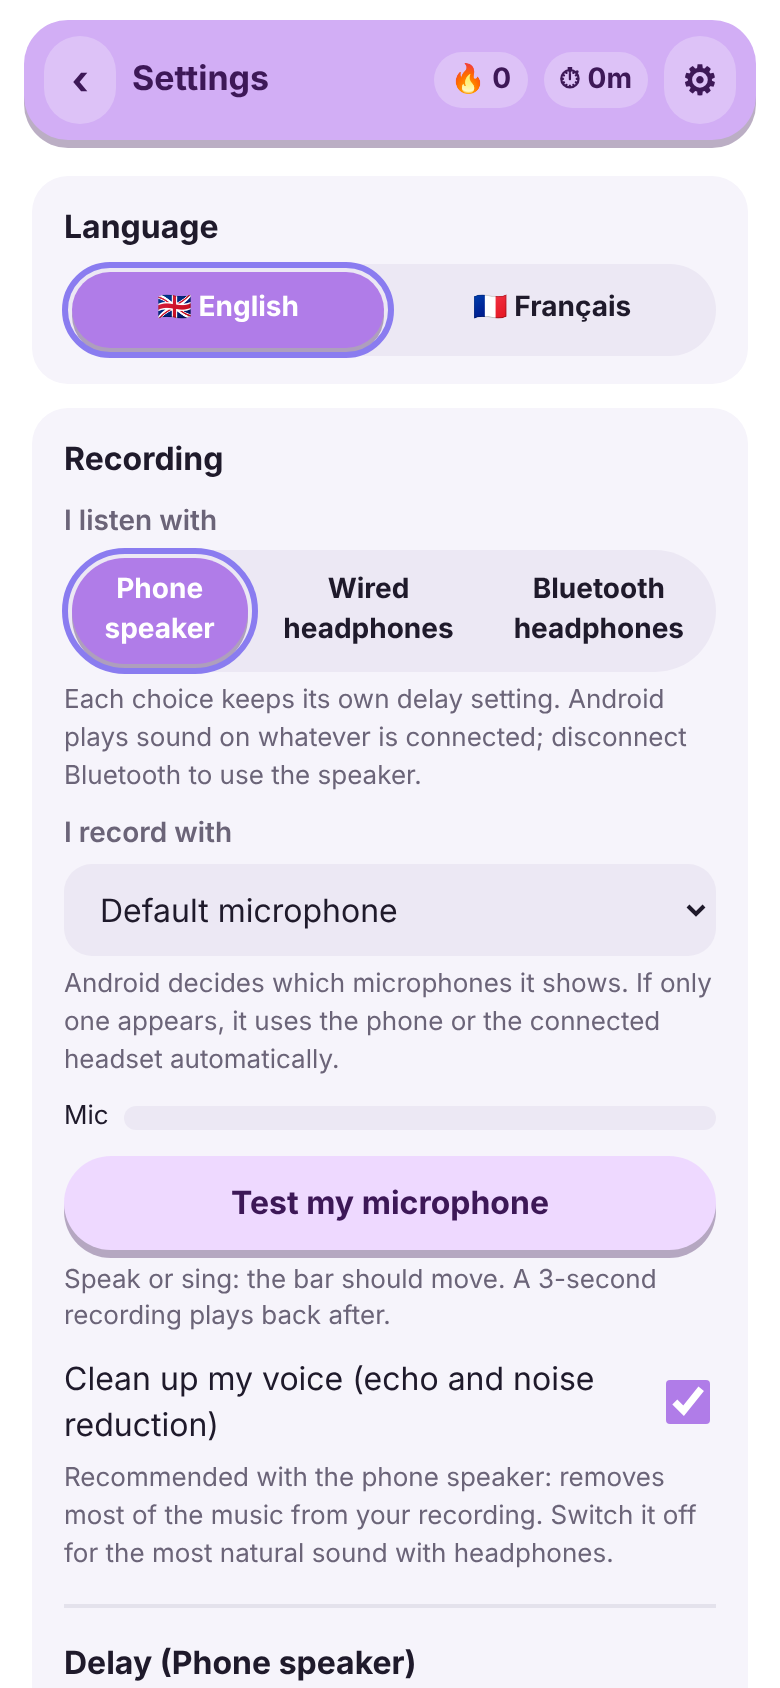 ‹ Settings 🔥 0 ⏱ 0m ⚙
Language
🇬🇧 English 🇫🇷 Français
Recording
I listen with
Phone speaker
Wired headphones
Bluetooth headphones
Each choice keeps its own delay setting. Android
plays sound on whatever is connected; disconnect
Bluetooth to use the speaker.
I record with
Default microphone
Android decides which microphones it shows. If only
one appears, it uses the phone or the connected
headset automatically.
Mic
Test my microphone
Speak or sing: the bar should move. A 3-second
recording plays back after.
Clean up my voice (echo and noise
reduction)
Recommended with the phone speaker: removes
most of the music from your recording. Switch it off
for the most natural sound with headphones.
Delay (Phone speaker)